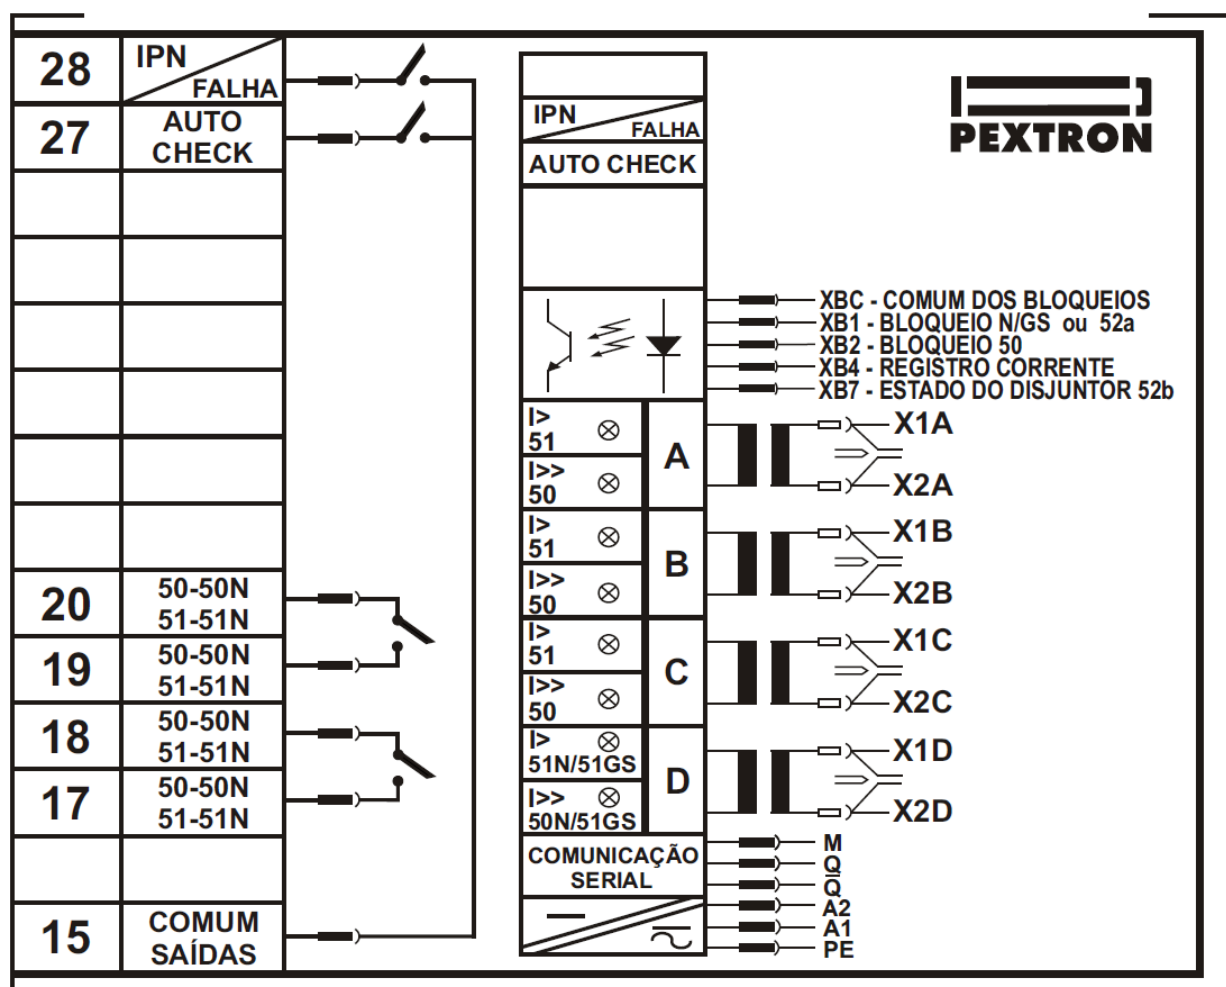 28
IPN
FALHA
27
AUTO
CHECK
20
50-50N
51-51N
19
50-50N
51-51N
18
50-50N
51-51N
17
50-50N
51-51N
15
COMUM
SAÍDAS
IPN
FALHA
AUTO CHECK
I>
51
I>>
50
A
I>
51
I>>
50
B
I>
51
I>>
50
C
I>
51N/51GS
I>>
50N/51GS
D
COMUNICAÇÃO
SERIAL
PEXTRON
XBC - COMUM DOS BLOQUEIOS
XB1 - BLOQUEIO N/GS ou 52a
XB2 - BLOQUEIO 50
XB4 - REGISTRO CORRENTE
XB7 - ESTADO DO DISJUNTOR 52b
X1A
X2A
X1B
X2B
X1C
X2C
X1D
X2D
M
Q
Q̅
A2
A1
PE